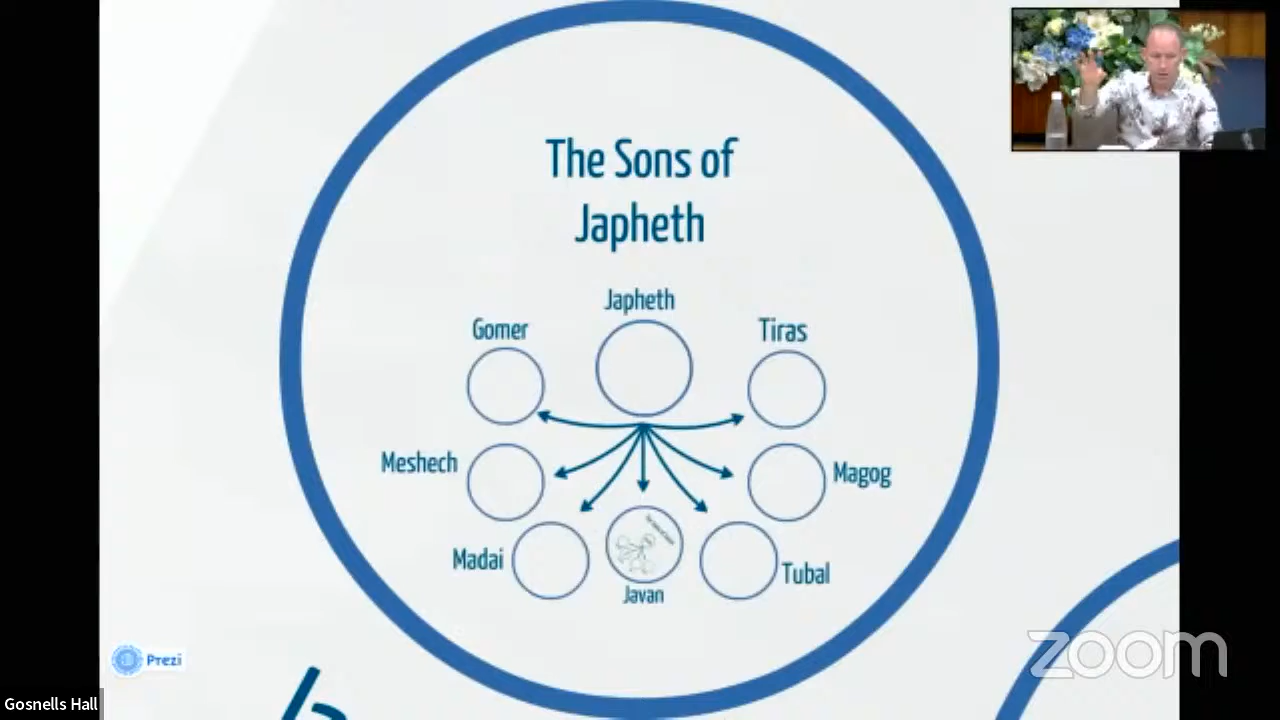 The Sons of
Japheth
Japheth
Gomer
Tiras
Meshech
Magog
Madai
Tubal
Javan
Prezi
zoom
Gosnells Hall